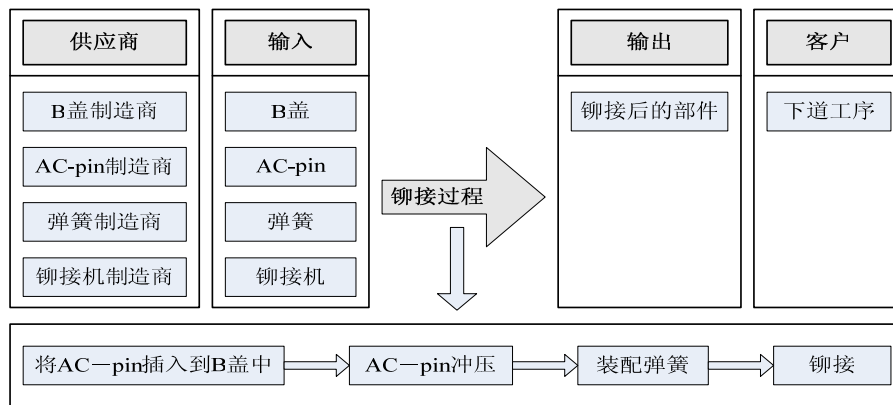 供应商
输入
输出
客户
B盖制造商
B盖
铆接后的部件
下道工序
AC-pin制造商
AC-pin
铆接过程
弹簧制造商
弹簧
铆接机制造商
铆接机
将AC－pin插入到B盖中
AC－pin冲压
装配弹簧
铆接